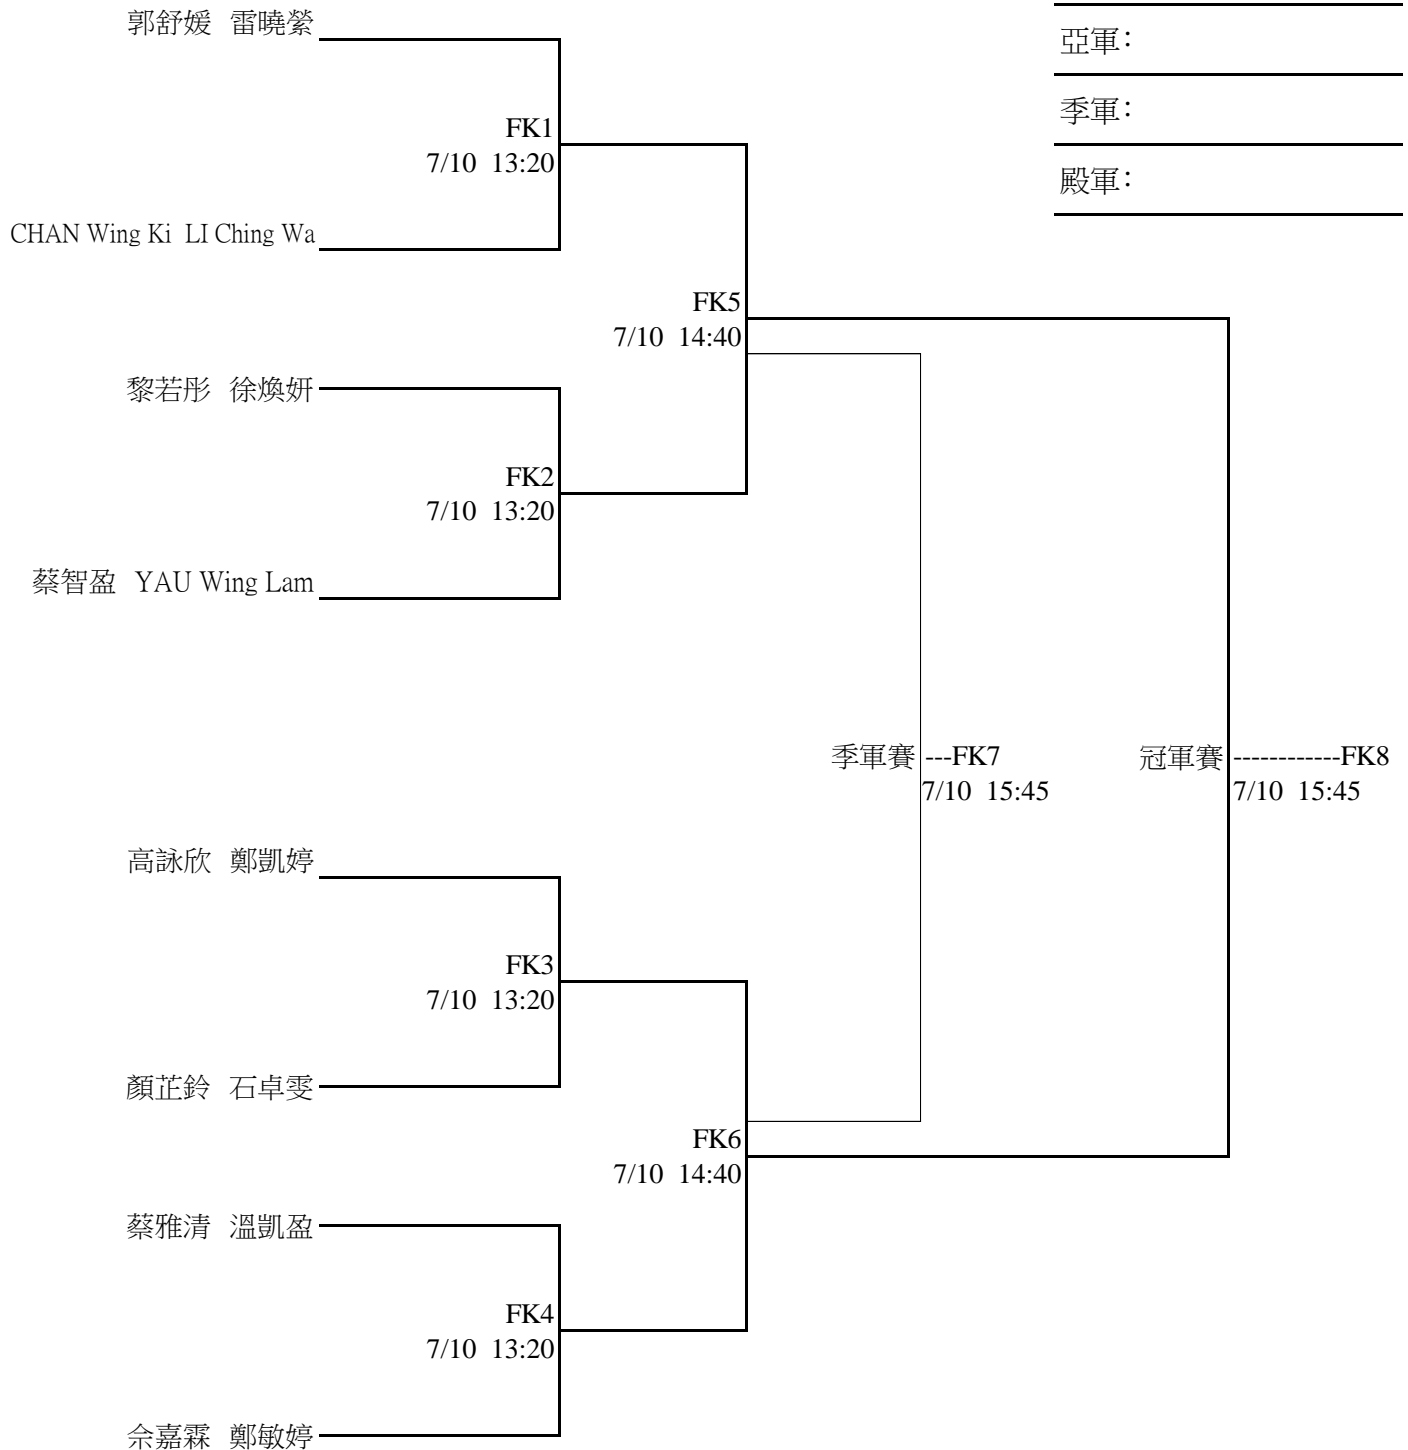 郭舒媛 雷曉縈
亞軍：
季軍：
FK1
7/10 13:20
殿軍：
CHAN Wing Ki LI Ching Wa
FK5
7/10 14:40
黎若彤 徐煥妍
FK2
7/10 13:20
蔡智盈 YAU Wing Lam
季軍賽 ---FK7
7/10 15:45
冠軍賽 ------------FK8
7/10 15:45
高詠欣 鄭凱婷
FK3
7/10 13:20
顏芷鈴 石卓雯
FK6
7/10 14:40
蔡雅清 溫凱盈
FK4
7/10 13:20
佘嘉霖 鄭敏婷